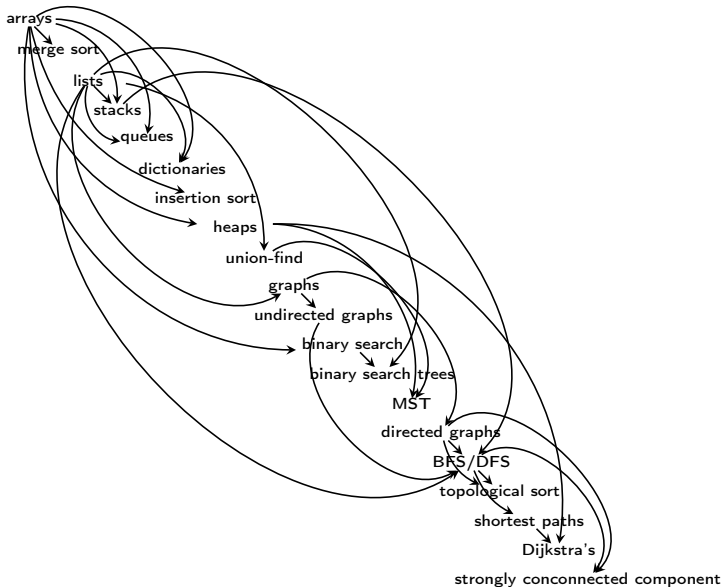 arrays
merge sort
lists
stacks
queues
dictionaries
insertion sort
heaps
union-find
graphs
undirected graphs
binary search
binary search trees
MST
directed graphs
BFS/DFS
topological sort
shortest paths
Dijkstra's
strongly conconnected component